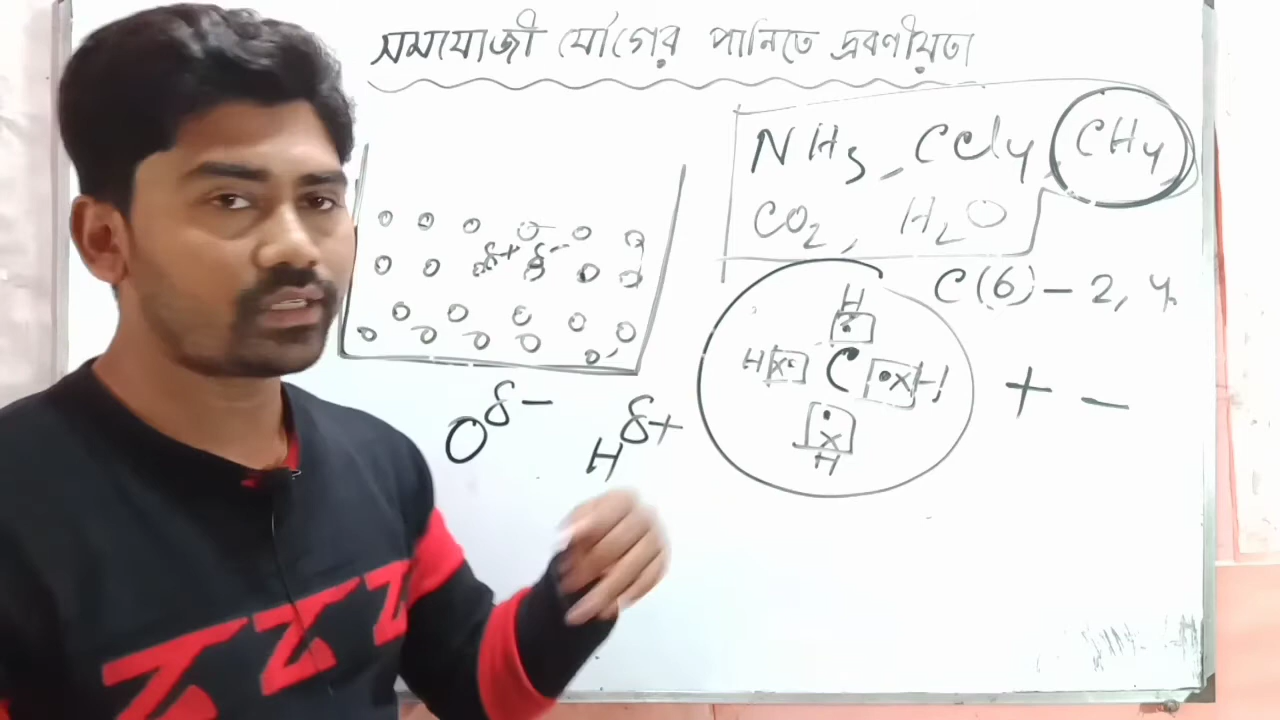 সমযোজী যৌগের পানিতে দ্রবণীয়তা
NH3, CCl4 CH4
CO2, H2O
C(6) - 2, 4
δ+ δ-
H
H x C x H
x
H
+ -
O δ-
H δ+